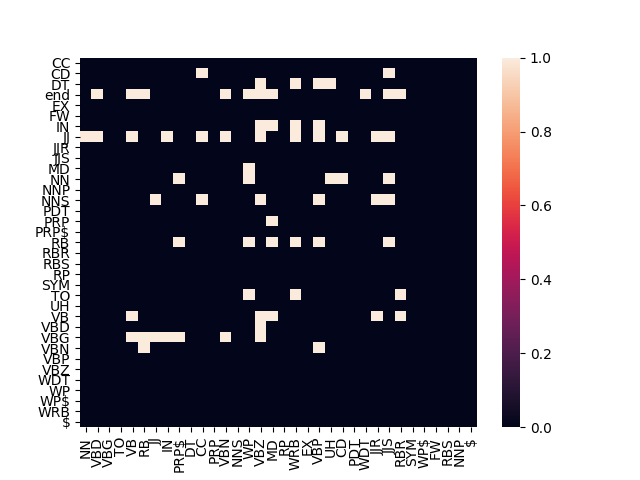 CC
CD
DT
end
EX
FW
IN
JJ
JJR
JJS
MD
NN
NNP
NNS
PDT
PRP
PRP$
RB
RBR
RBS
RP
SYM
TO
UH
VB
VBD
VBG
VBN
VBP
VBZ
WDT
WP
WP$
WRB
$
NN
VBD
VBG
TO
VB
RB
JJ
IN
PRP$
DT
CC
PRP
VBN
NNS
WP
VBZ
MD
RP
WRB
EX
VBP
UH
CD
PDT
WDT
JJR
JJS
RBR
SYM
WP$
FW
RBS
NNP
$
1.0
0.8
0.6
0.4
0.2
0.0